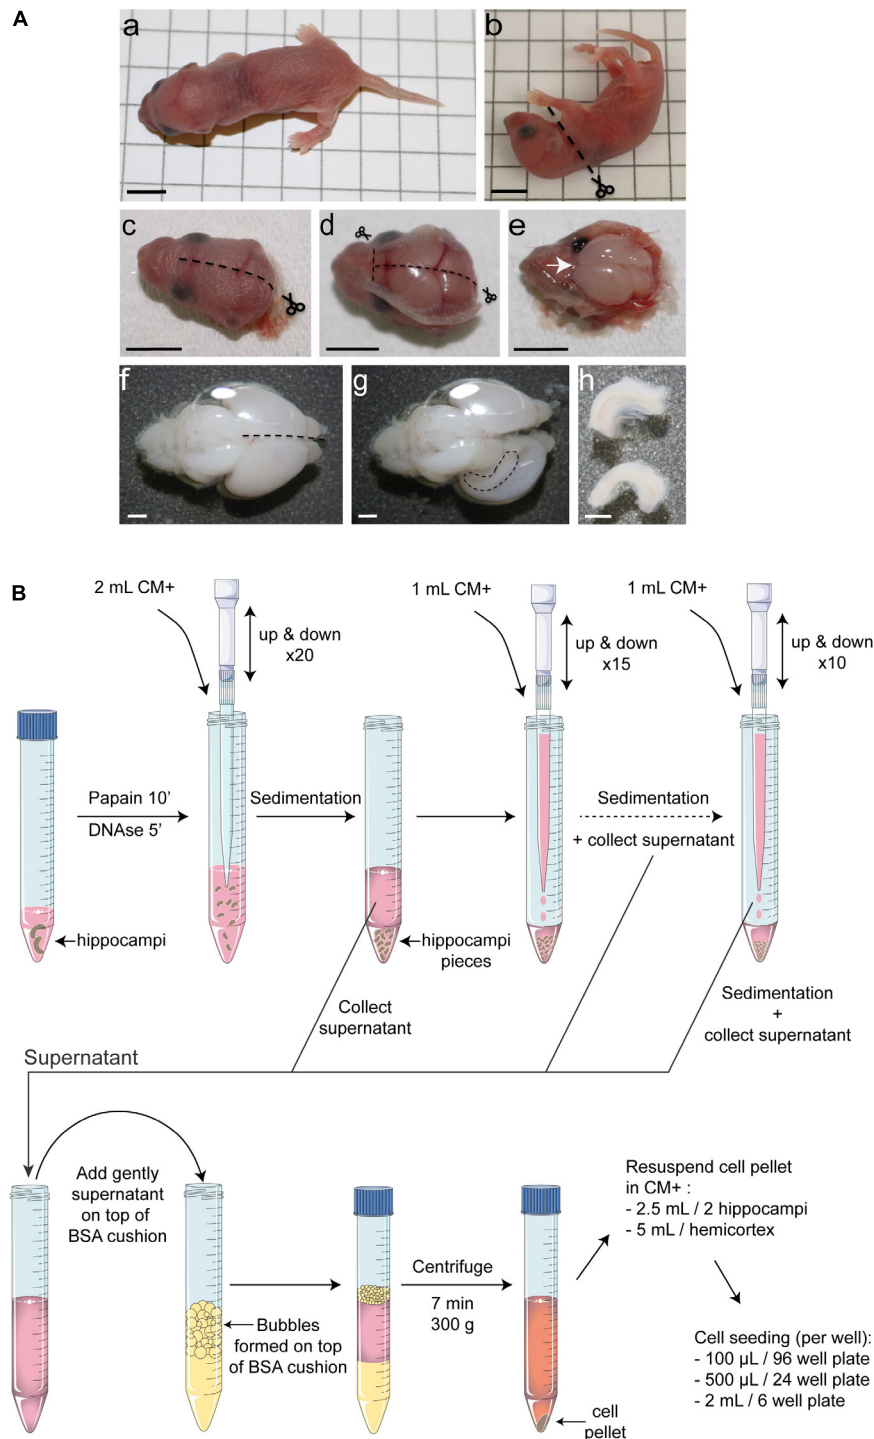 A
a
b
c
d
e
f
g
h
B
2 mL CM+
up & down
x20
1 mL CM+
up & down
x15
1 mL CM+
up & down
x10
Papain 10'
DNAse 5'
Sedimentation
Sedimentation
+ collect supernatant
hippocampi
hippocampi
pieces
Collect
supernatant
Sedimentation
+
collect supernatant
Supernatant
Add gently
supernatant
on top of
BSA cushion
Bubbles
formed on top
of BSA cushion
Centrifuge
7 min
300 g
cell
pellet
Resuspend cell pellet
in CM+ :
- 2.5 mL / 2 hippocampi
- 5 mL / hemicortex
Cell seeding (per well):
- 100 µL / 96 well plate
- 500 µL / 24 well plate
- 2 mL / 6 well plate